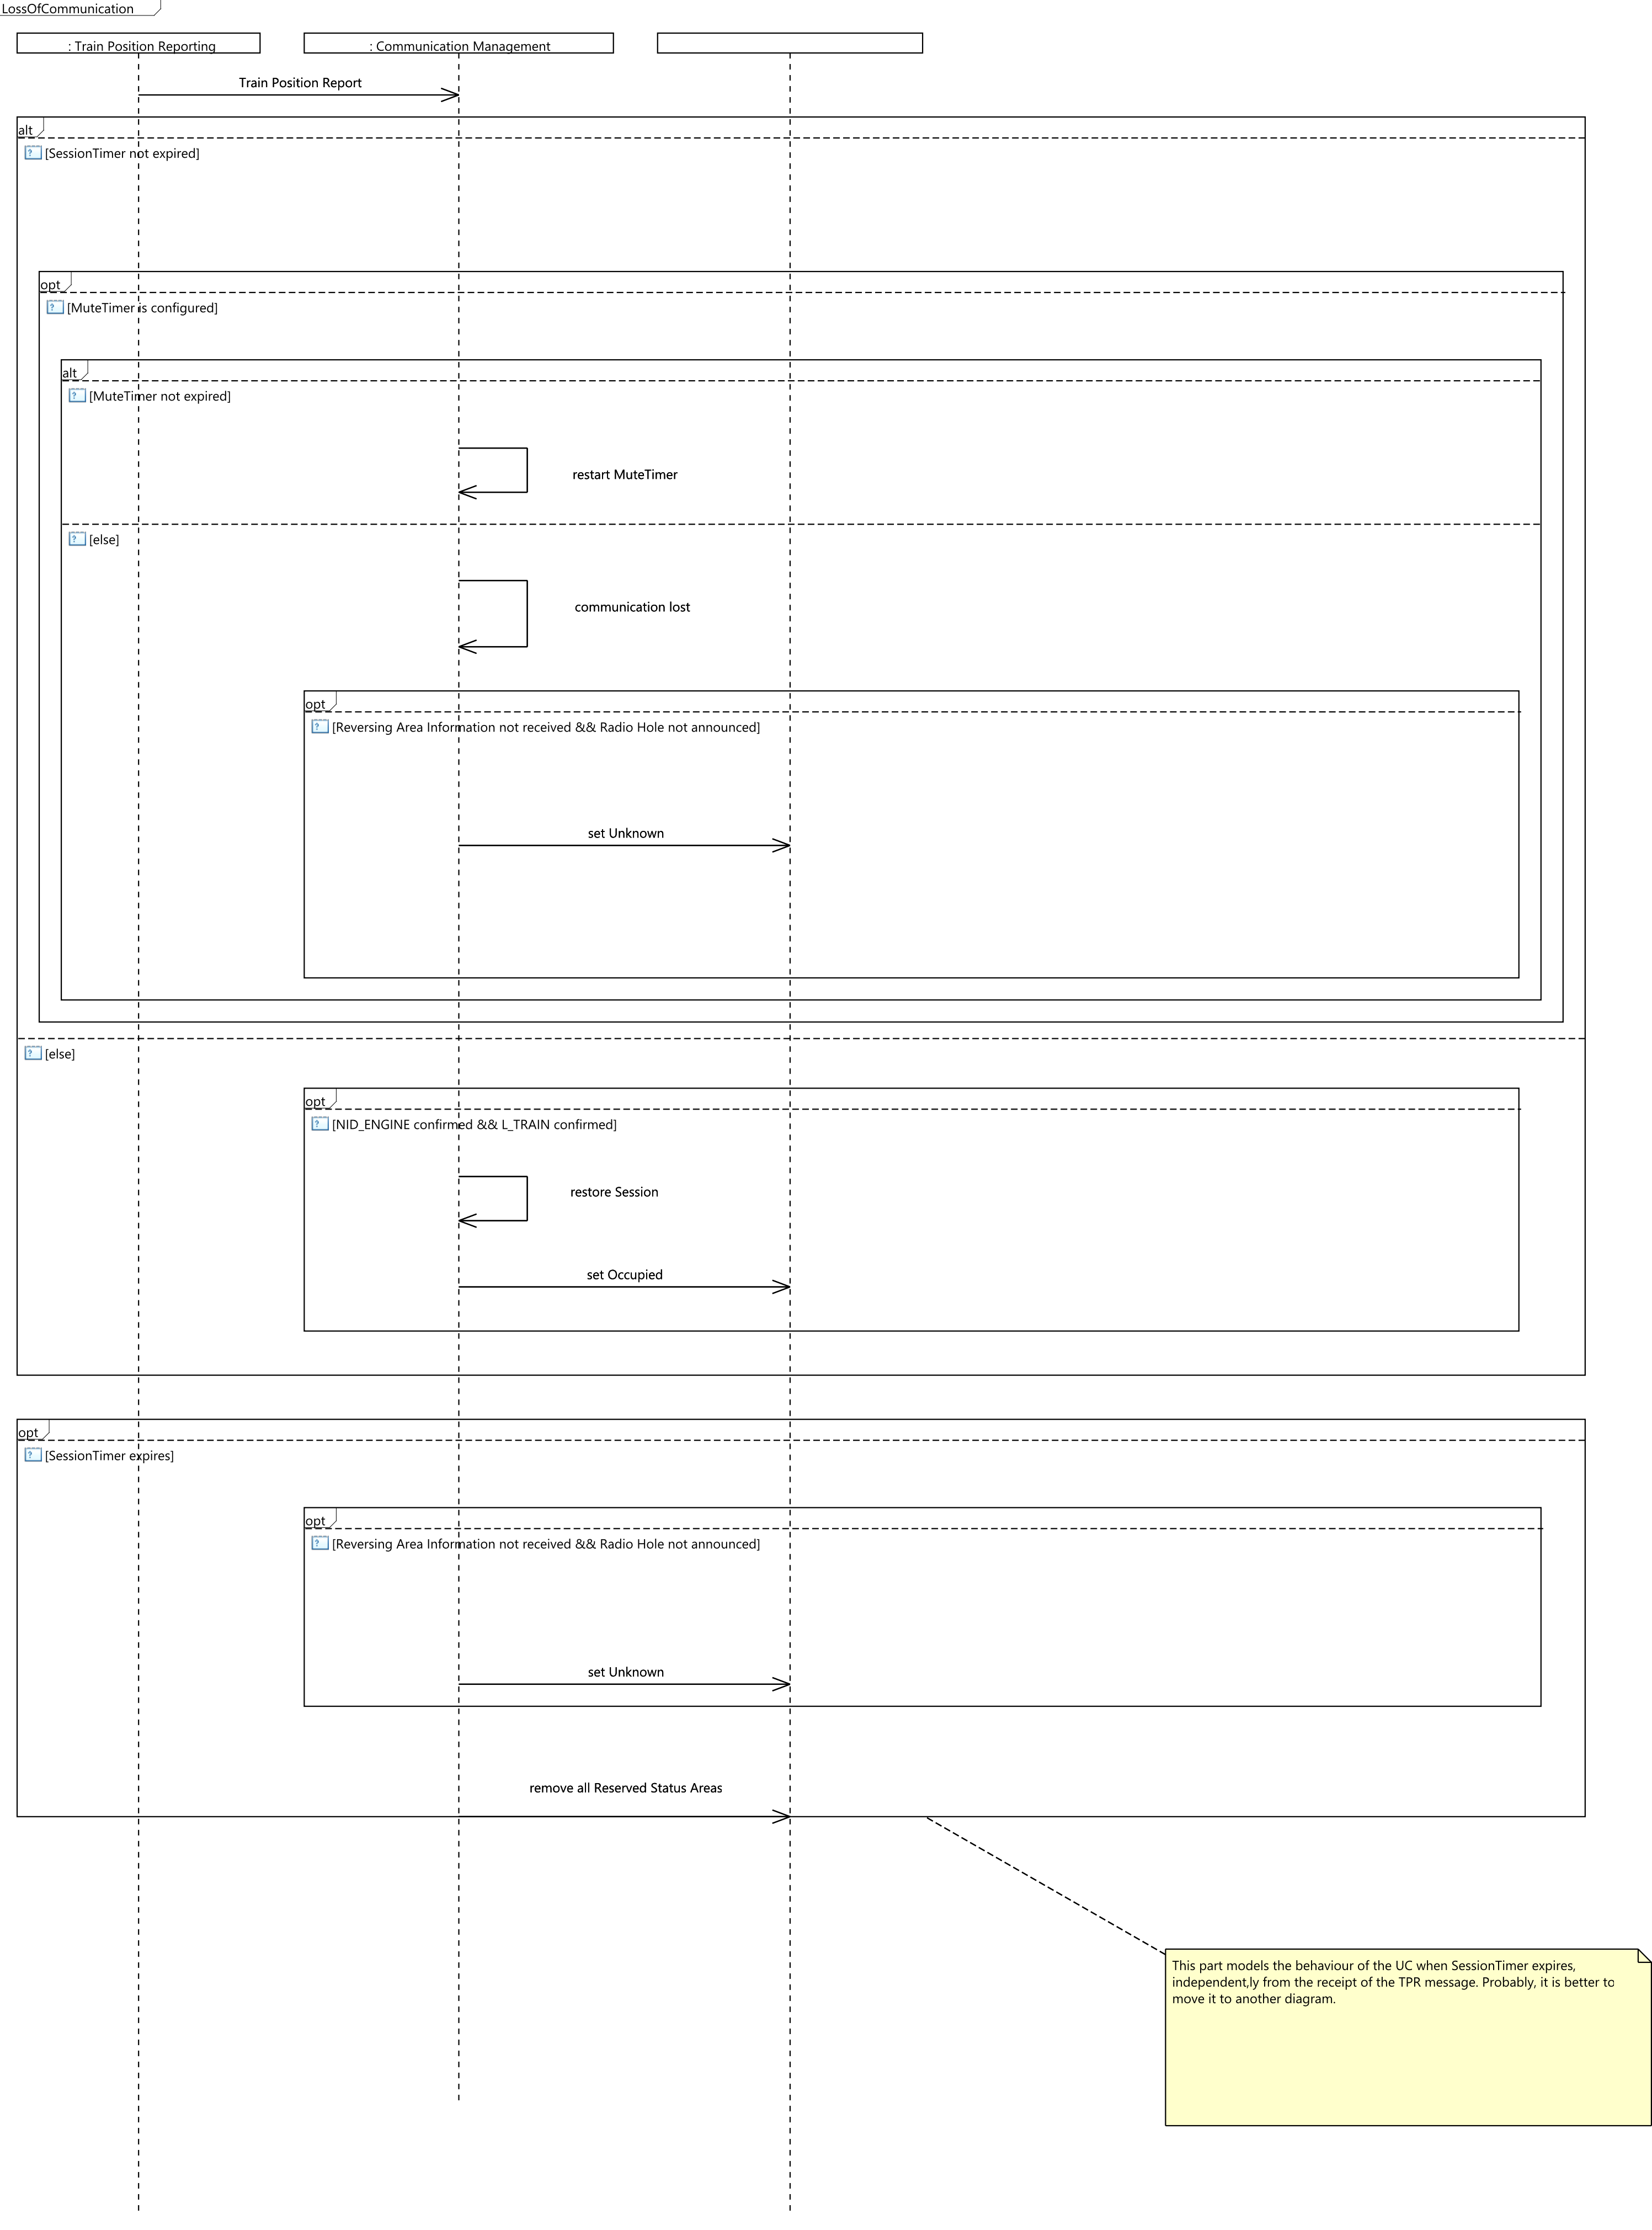 LossOfCommunication
: Train Position Reporting
: Communication Management
Train Position Report
alt
[SessionTimer not expired]
opt
[MuteTimer is configured]
alt
[MuteTimer not expired]
restart MuteTimer
[else]
communication lost
opt
[Reversing Area Information not received && Radio Hole not announced]
set Unknown
[else]
opt
[NID_ENGINE confirmed && L_TRAIN confirmed]
restore Session
set Occupied
opt
[SessionTimer expires]
opt
[Reversing Area Information not received && Radio Hole not announced]
set Unknown
remove all Reserved Status Areas
This part models the behaviour of the UC when SessionTimer expires,
independent,ly from the receipt of the TPR message. Probably, it is better to
move it to another diagram.